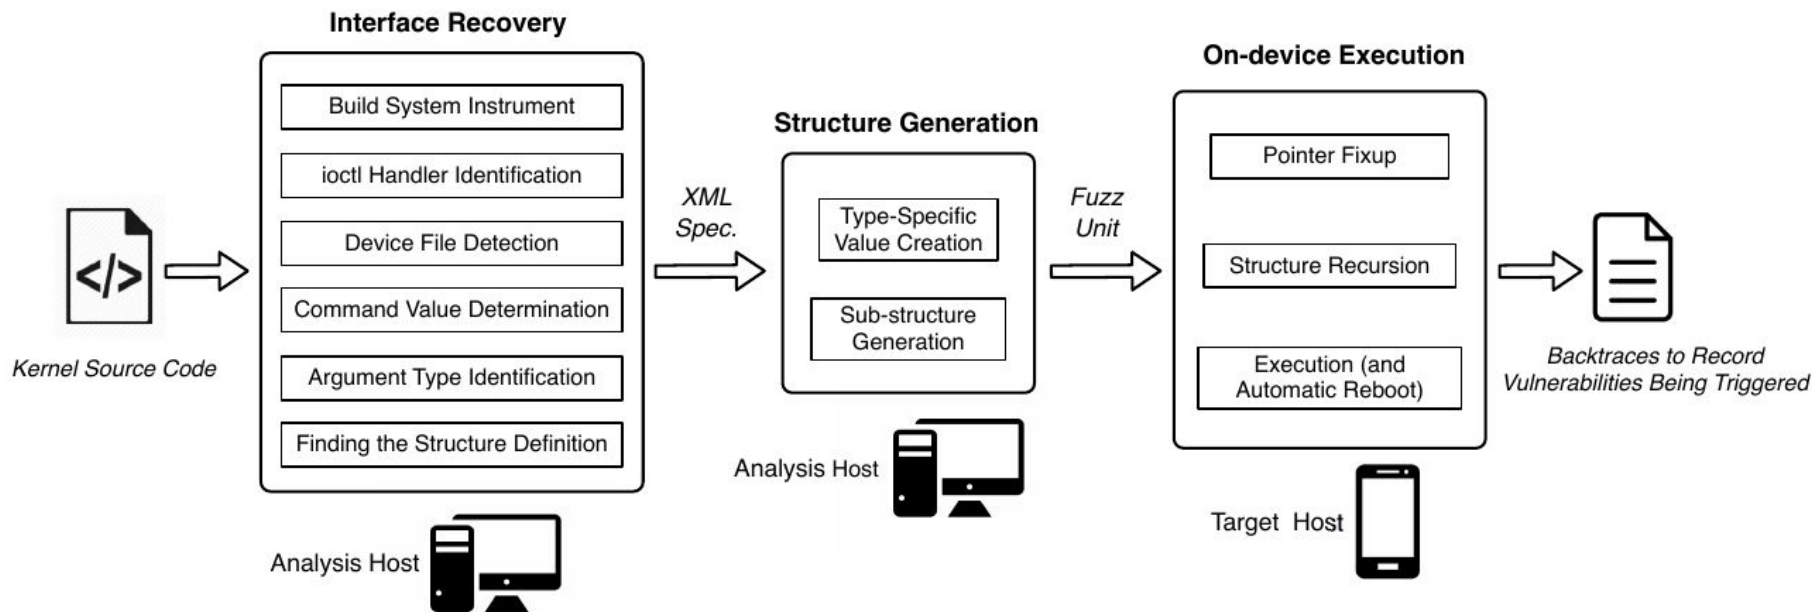 Interface Recovery
Build System Instrument
ioctl Handler Identification
Device File Detection
Command Value Determination
Argument Type Identification
Finding the Structure Definition
</>
Kernel Source Code
Analysis Host
XML
Spec.
Structure Generation
Type-Specific
Value Creation
Sub-structure
Generation
Analysis Host
Fuzz
Unit
On-device Execution
Pointer Fixup
Structure Recursion
Execution (and
Automatic Reboot)
Target Host
Backtraces to Record
Vulnerabilities Being Triggered